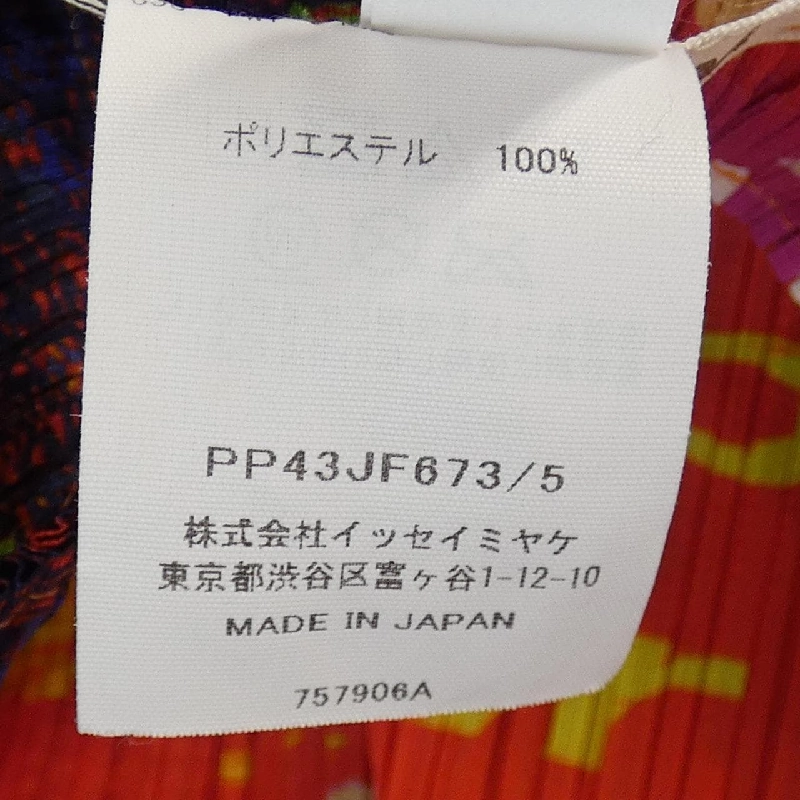 ポリエステル 100%
PP43JF673/5
株式会社イッセイミヤケ
東京都渋谷区富ヶ谷1-12-10
MADE IN JAPAN
757906A